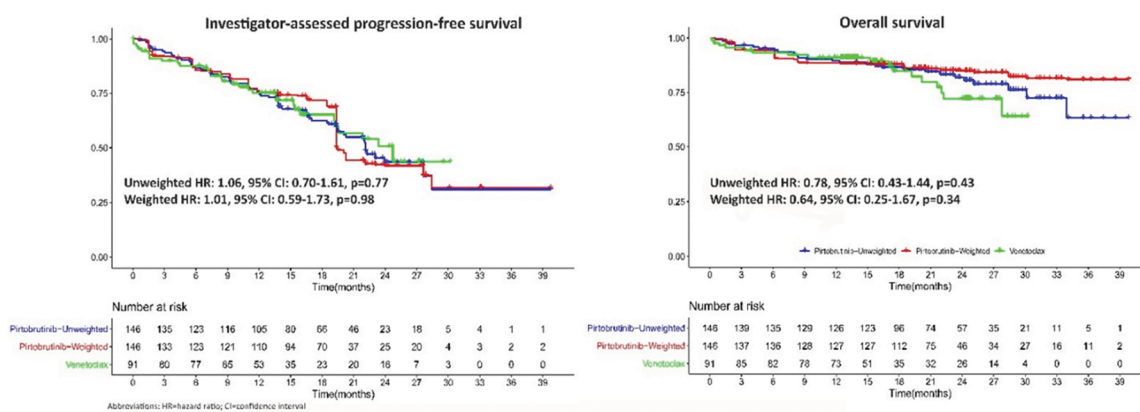 Investigator-assessed progression-free survival
1.00
0.75
0.50
0.25
0.00
Unweighted HR: 1.06, 95% CI: 0.70-1.61, p=0.77
Weighted HR: 1.01, 95% CI: 0.59-1.73, p=0.98
0 3 6 9 12 15 18 21 24 27 30 33 36 39
Time(months)
Number at risk
Pirtobrutinib-Unweighted 146 135 123 116 105 80 66 46 23 18 5 4 1 1
Pirtobrutinib-Weighted 146 133 123 121 110 94 70 37 25 20 4 3 2 2
Venetoclax 91 80 77 65 53 35 23 20 16 7 3 0 0 0
0 3 6 9 12 15 18 21 24 27 30 33 36 39
Time(months)
Abbreviations: HR=hazard ratio; CI=confidence interval
Overall survival
1.00
0.75
0.50
0.25
0.00
Unweighted HR: 0.78, 95% CI: 0.43-1.44, p=0.43
Weighted HR: 0.64, 95% CI: 0.25-1.67, p=0.34
Pirtobrutinib-Unweighted Pirtobrutinib-Weighted Venetoclax
0 3 6 9 12 15 18 21 24 27 30 33 36 39
Time(months)
Number at risk
Pirtobrutinib-Unweighted 146 139 135 129 126 123 96 74 57 35 21 11 5 1
Pirtobrutinib-Weighted 146 137 136 128 127 127 112 75 46 34 27 16 11 2
Venetoclax 91 85 82 78 73 51 35 32 26 14 4 0 0 0
0 3 6 9 12 15 18 21 24 27 30 33 36 39
Time(months)